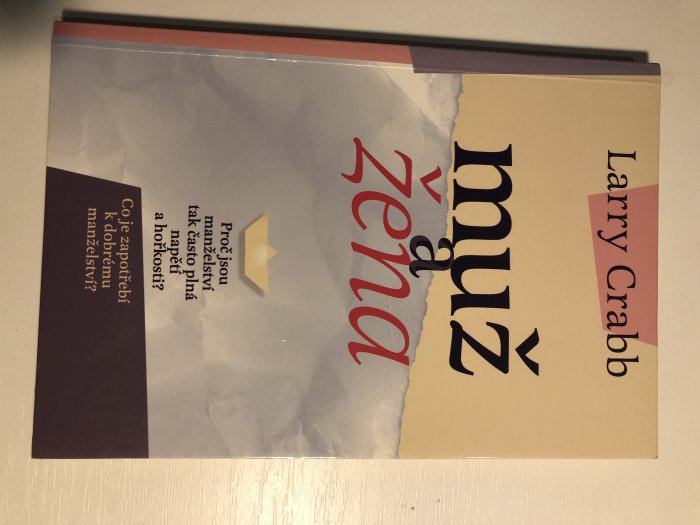 Larry Crabb
muž
a
žena
Proč jsou
manželství
tak často plná
napětí
a hořkosti?
Co je zapotřebí
k dobrému
manželství?